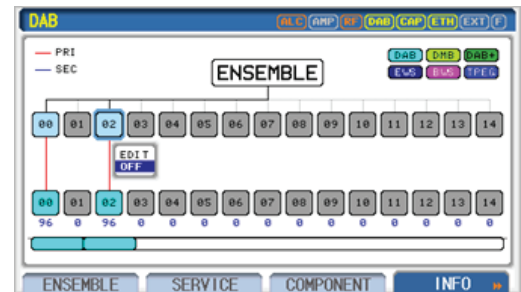 DAB ALC AMP RF DAB CAP ETH EXT F
PRI DAB DMB DAB+
SEC EWS BWS TPEG
ENSEMBLE
00 01 02 03 04 05 06 07 08 09 10 11 12 13 14
EDIT
OFF
00 01 02 03 04 05 06 07 08 09 10 11 12 13 14
96 0 96 0 0 0 0 0 0 0 0 0 0 0 0
ENSEMBLE SERVICE COMPONENT INFO